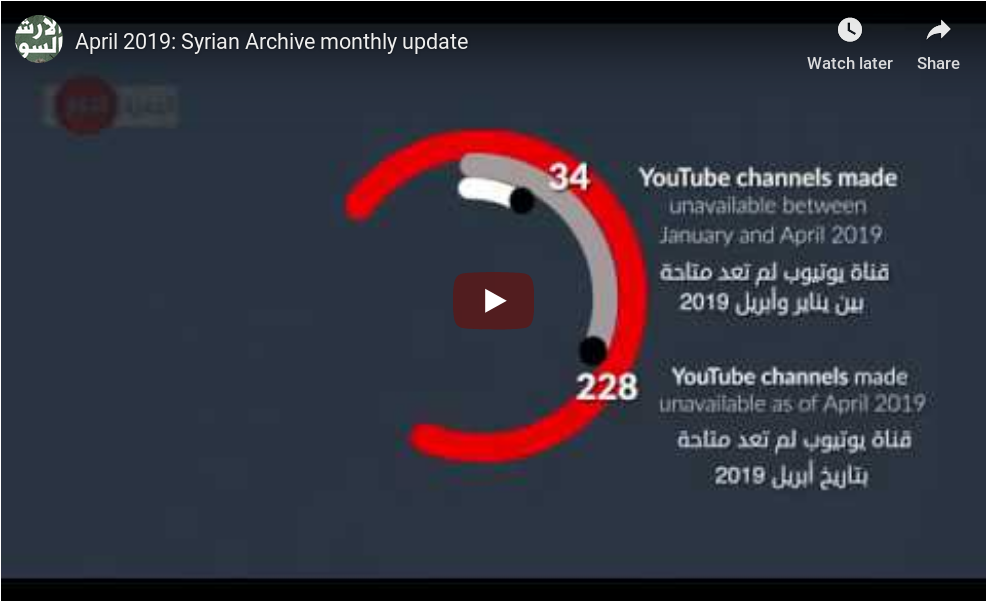 الارش
السو
April 2019: Syrian Archive monthly update
Watch later
Share
34
YouTube channels made
unavailable between
January and April 2019
قناة يوتيوب لم تعد متاحة
بين يناير وأبريل 2019
228
YouTube channels made
unavailable as of April 2019
قناة يوتيوب لم تعد متاحة
بتاريخ أبريل 2019